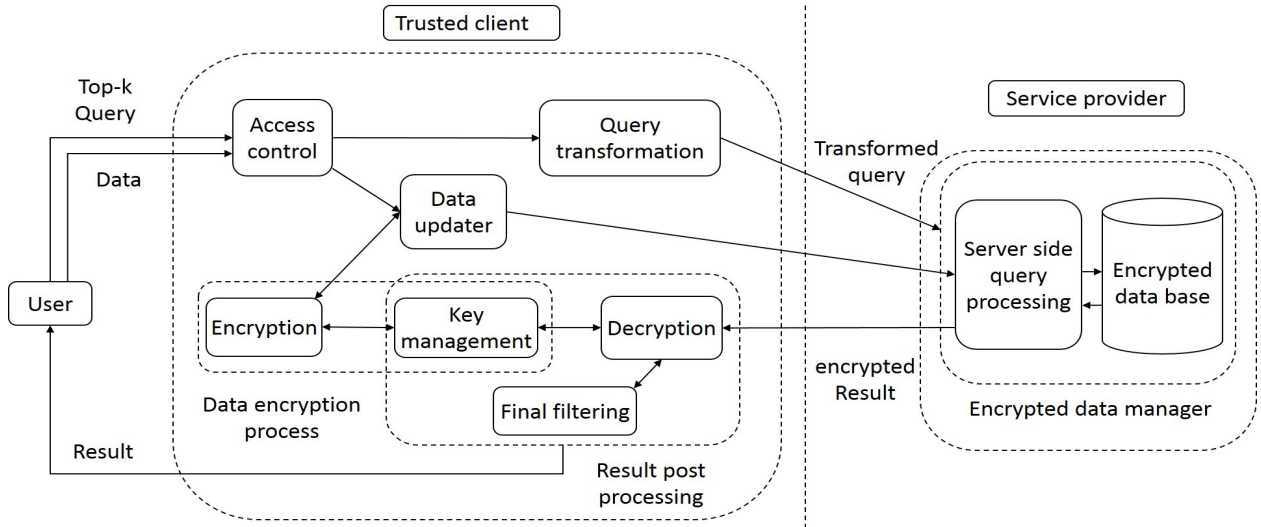 Trusted client
Top-k
Query
Data
Access
control
Query
transformation
Data
updater
Service provider
Transformed
query
Server side
query
processing
Encrypted
data base
User
Encryption
Key
management
Decryption
encrypted
Result
Encrypted data manager
Data encryption
process
Final filtering
Result
Result post
processing